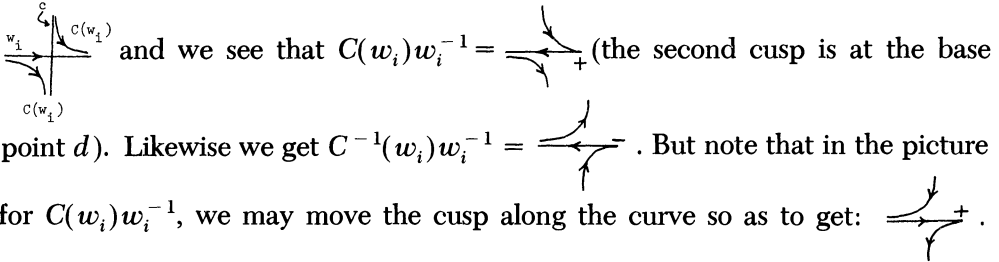 c
w_i C(w_i)
C(w_i)
and we see that C(w_i)w_i^{-1} = + (the second cusp is at the base
point d). Likewise we get C^{-1}(w_i)w_i^{-1} = − . But note that in the picture
for C(w_i)w_i^{-1}, we may move the cusp along the curve so as to get: + .